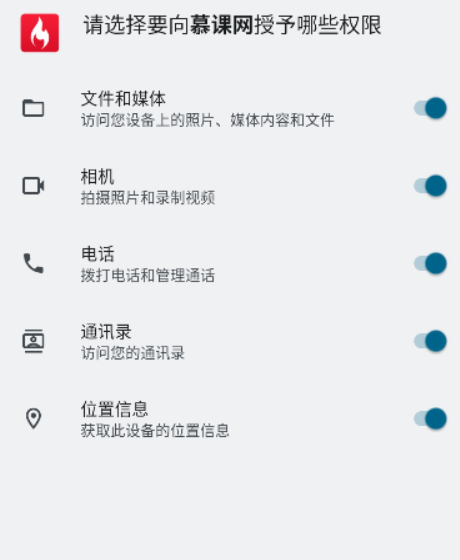 请选择要向慕课网授予哪些权限
文件和媒体
访问您设备上的照片、媒体内容和文件
相机
拍摄照片和录制视频
电话
拨打电话和管理通话
通讯录
访问您的通讯录
位置信息
获取此设备的位置信息